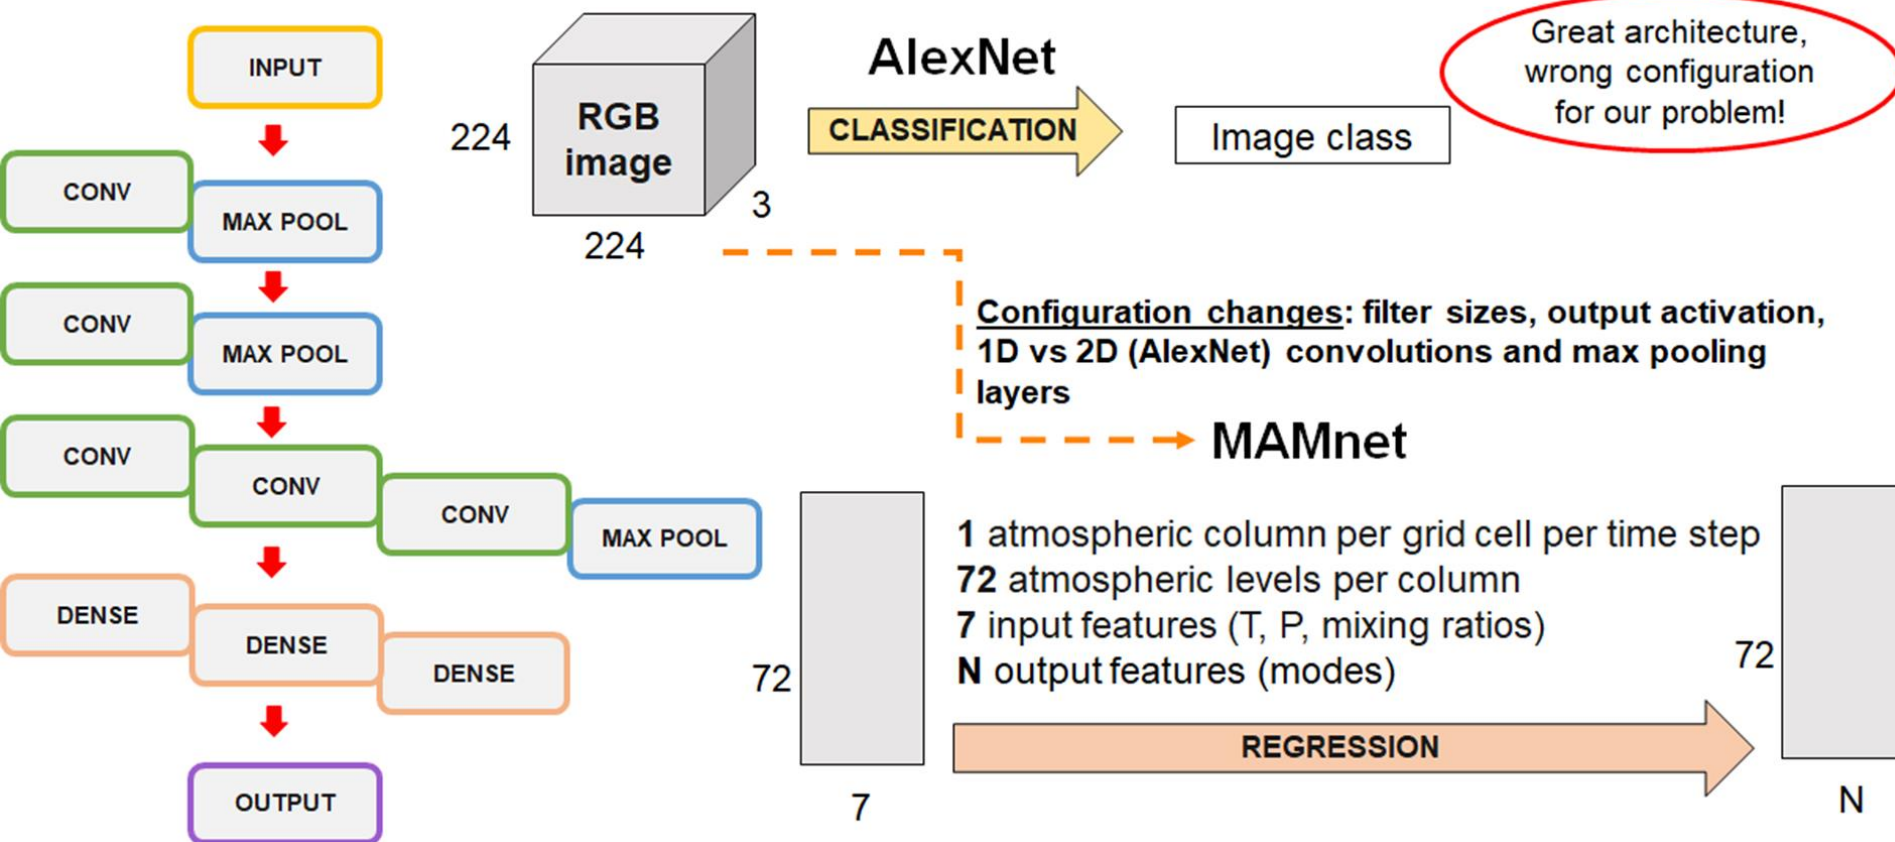 INPUT
CONV
MAX POOL
CONV
MAX POOL
CONV
CONV
CONV
MAX POOL
DENSE
DENSE
DENSE
OUTPUT
224
RGB
image
3
224
AlexNet
CLASSIFICATION
Image class
Great architecture,
wrong configuration
for our problem!
Configuration changes: filter sizes, output activation,
1D vs 2D (AlexNet) convolutions and max pooling
layers
MAMnet
72
7
1 atmospheric column per grid cell per time step
72 atmospheric levels per column
7 input features (T, P, mixing ratios)
N output features (modes)
REGRESSION
72
N